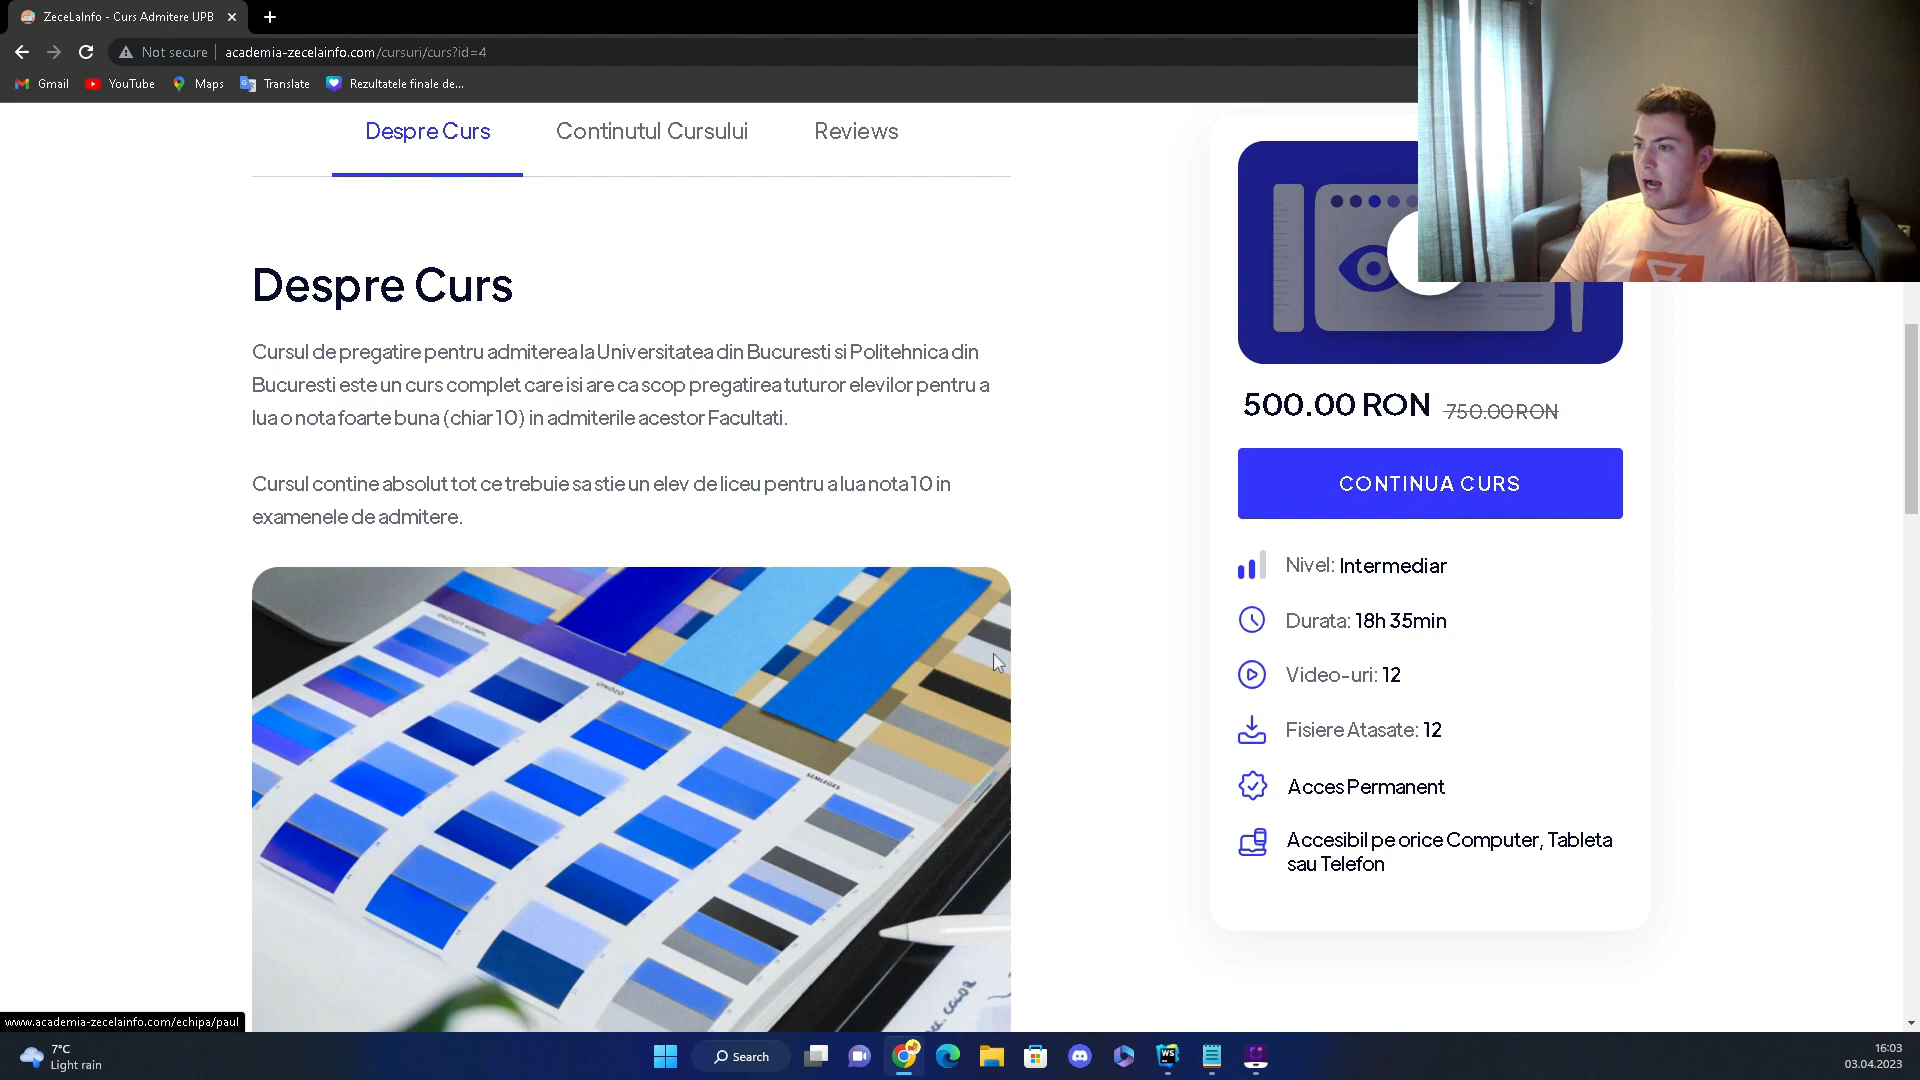 ZeceLaInfo - Curs Admitere UPB
Not secure
academia-zecelainfo.com/cursuri/curs?id=4
Gmail
YouTube
Maps
Translate
Rezultatele finale de...
Despre Curs
Continutul Cursului
Reviews
Despre Curs
Cursul de pregatire pentru admiterea la Universitatea din Bucuresti si Politehnica din
Bucuresti este un curs complet care isi are ca scop pregatirea tuturor elevilor pentru a
lua o nota foarte buna (chiar 10) in admiterile acestor Facultati.
Cursul contine absolut tot ce trebuie sa stie un elev de liceu pentru a lua nota 10 in
examenele de admitere.
500.00 RON
750.00 RON
CONTINUA CURS
Nivel: Intermediar
Durata: 18h 35min
Video-uri: 12
Fisiere Atasate: 12
Acces Permanent
Accesibil pe orice Computer, Tableta
sau Telefon
ÜTKÖZŐ
SEMLEGES
color
www.academia-zecelainfo.com/echipa/paul
7°C
Light rain
Search
WS
16:03
03.04.2023